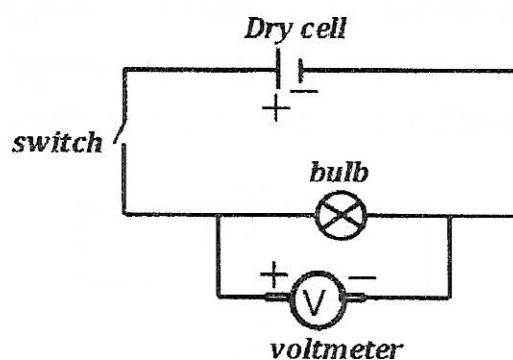 Dry cell
+ −
switch
bulb
+ −
V
voltmeter